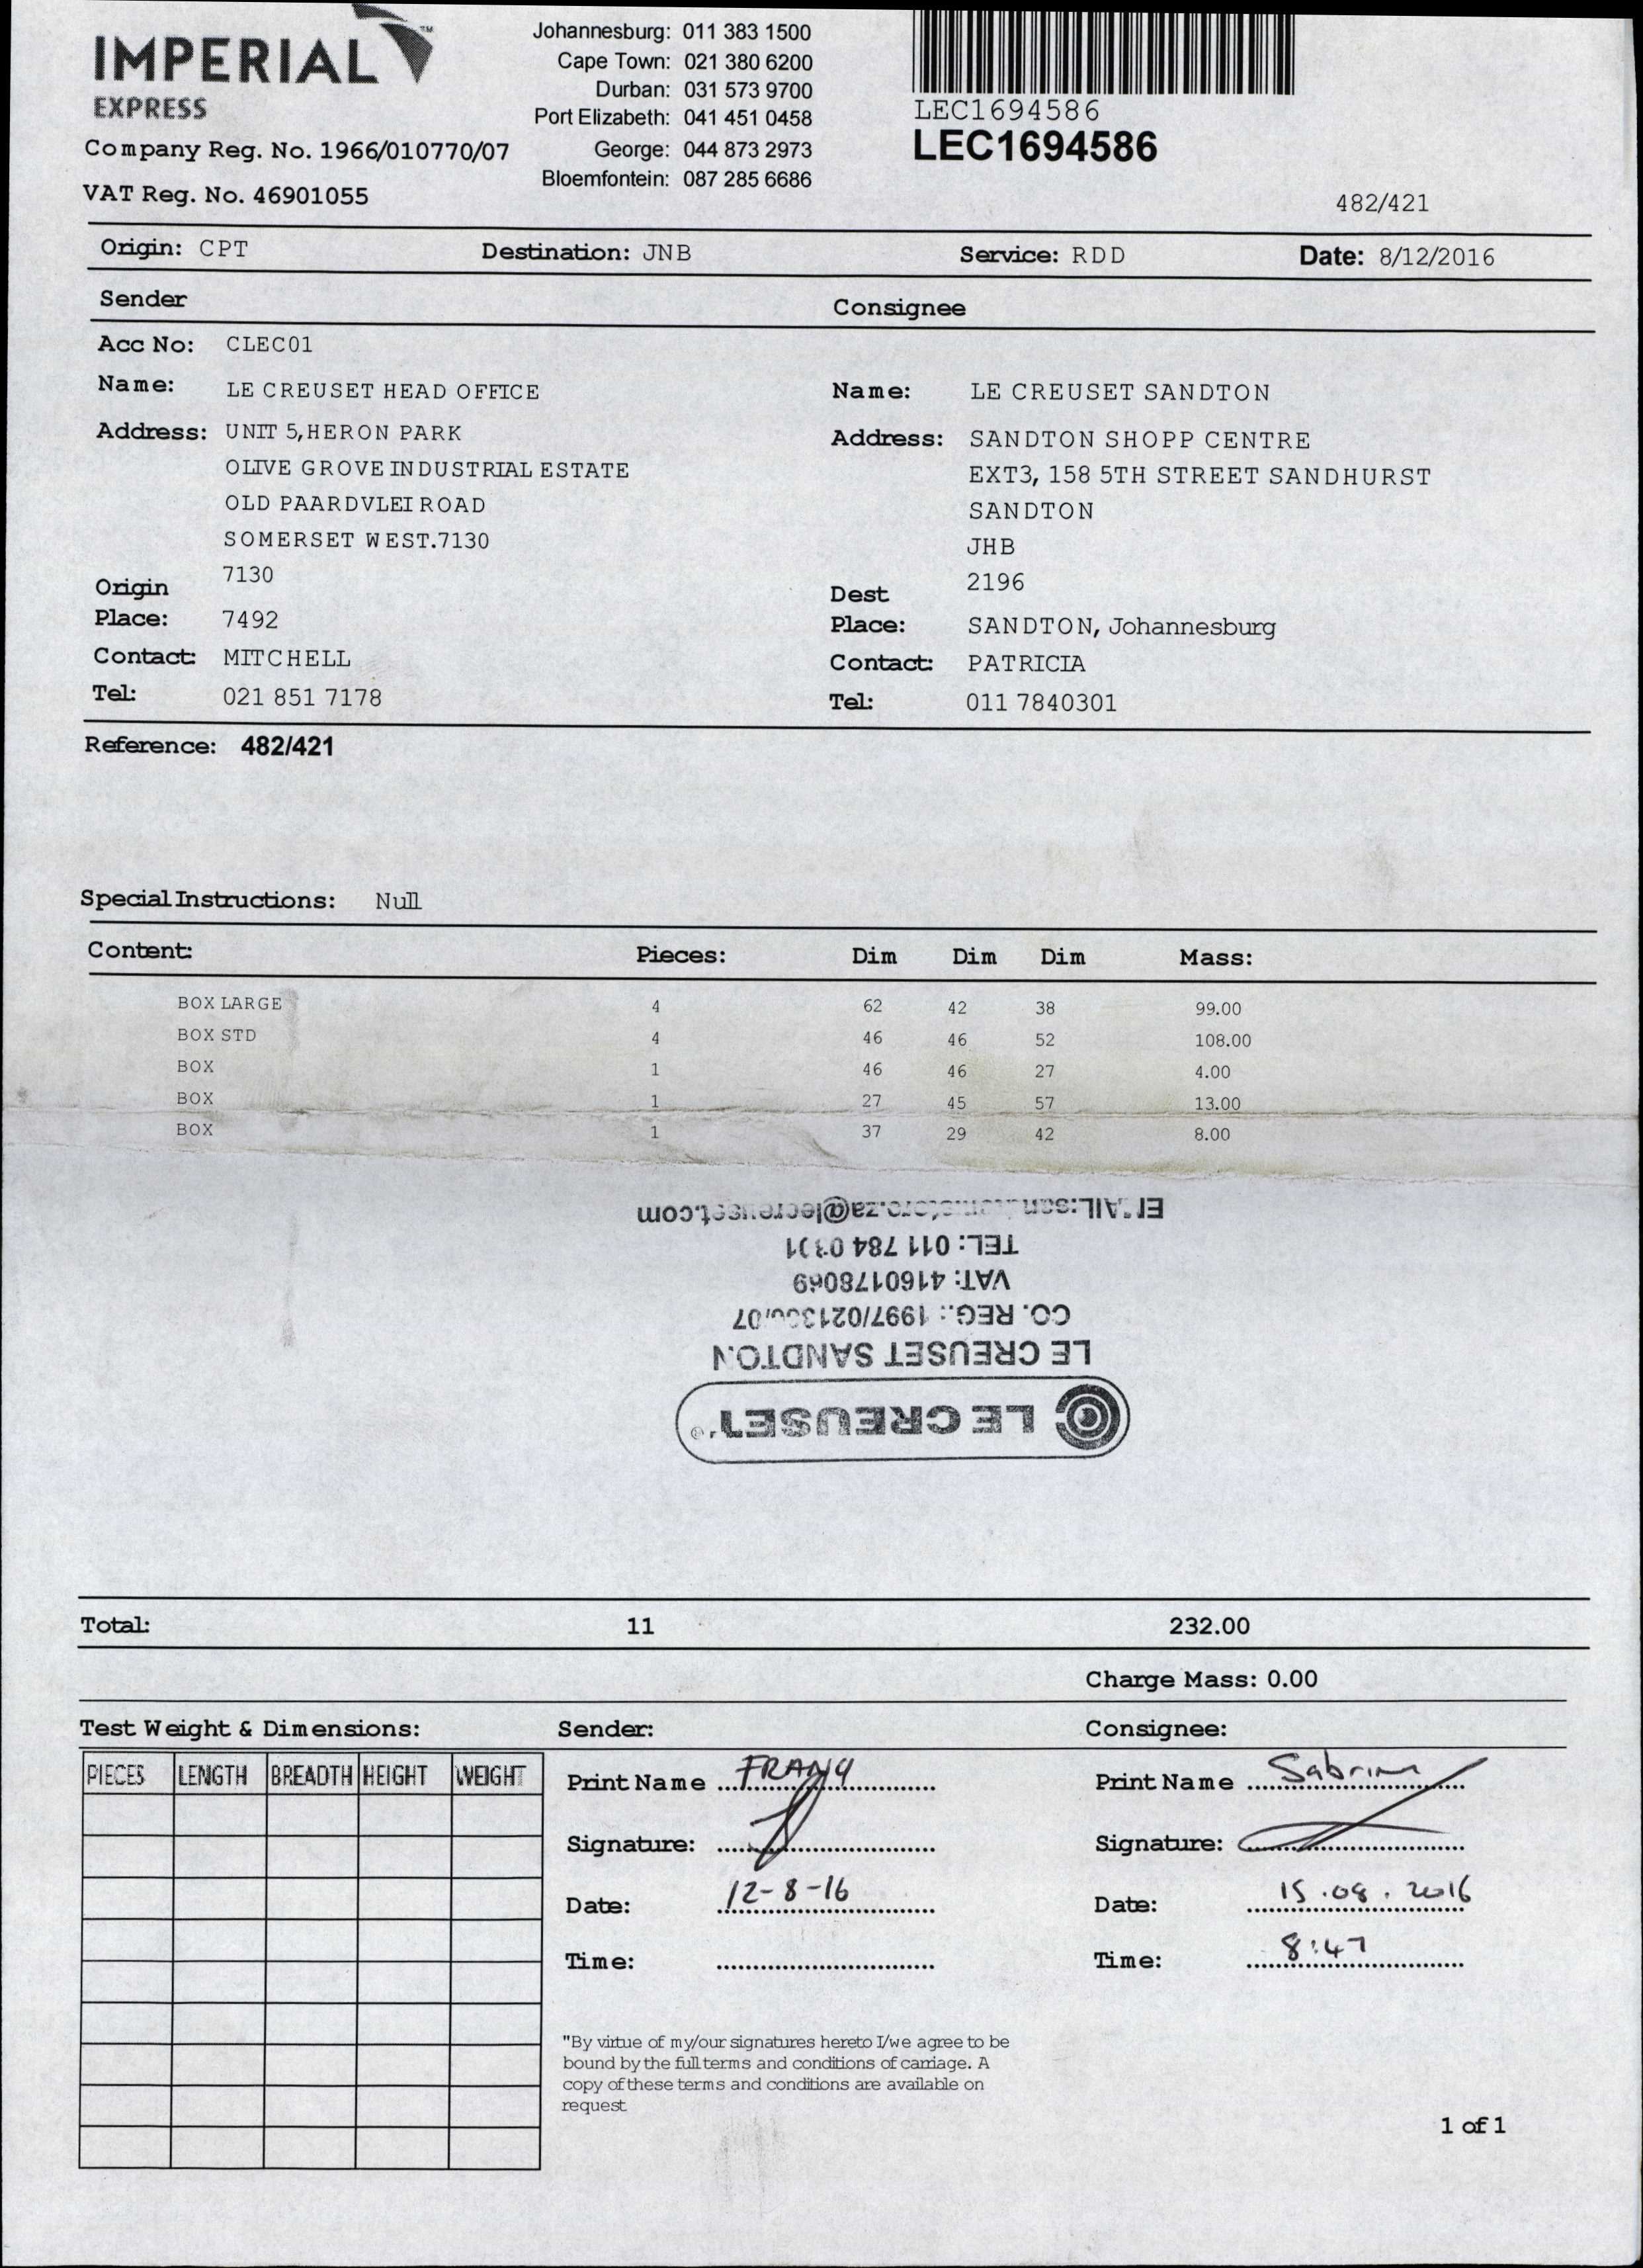 IMPERIAL™
EXPRESS
Company Reg. No. 1966/010770/07
VAT Reg. No. 46901055
Johannesburg: 011 383 1500
Cape Town: 021 380 6200
Durban: 031 573 9700
Port Elizabeth: 041 451 0458
George: 044 873 2973
Bloemfontein: 087 285 6686
LEC1694586
LEC1694586
482/421
Origin: CPT Destination: JNB Service: RDD Date: 8/12/2016
Sender Consignee
Acc No: CLEC01
Name: LE CREUSET HEAD OFFICE Name: LE CREUSET SANDTON
Address: UNIT 5,HERON PARK Address: SANDTON SHOPP CENTRE
OLIVE GROVE INDUSTRIAL ESTATE EXT3, 158 5TH STREET SANDHURST
OLD PAARDVLEI ROAD SANDTON
SOMERSET WEST.7130 JHB
Origin 7130 Dest 2196
Place: 7492 Place: SANDTON, Johannesburg
Contact: MITCHELL Contact: PATRICIA
Tel: 021 851 7178 Tel: 011 7840301
Reference: 482/421
Special Instructions: Null
Content: Pieces: Dim Dim Dim Mass:
BOX LARGE 4 62 42 38 99.00
BOX STD 4 46 46 52 108.00
BOX 1 46 46 27 4.00
BOX 1 27 45 57 13.00
BOX 1 37 29 42 8.00
LE CREUSET®
LE CREUSET SANDTON
CO. REG.:
VAT: 4160178069
TEL: 011 784 0301
Total: 11 232.00
Charge Mass: 0.00
Test Weight & Dimensions: Sender: Consignee:
PIECES LENGTH BREADTH HEIGHT WEIGHT
Print Name Print Name Sabrina
Signature: Signature:
Date: 12-8-16 Date: 15.08.2016
Time: Time: 8:47
"By virtue of my/our signatures hereto I/we agree to be
bound by the full terms and conditions of carriage. A
copy of these terms and conditions are available on
request
1 of 1